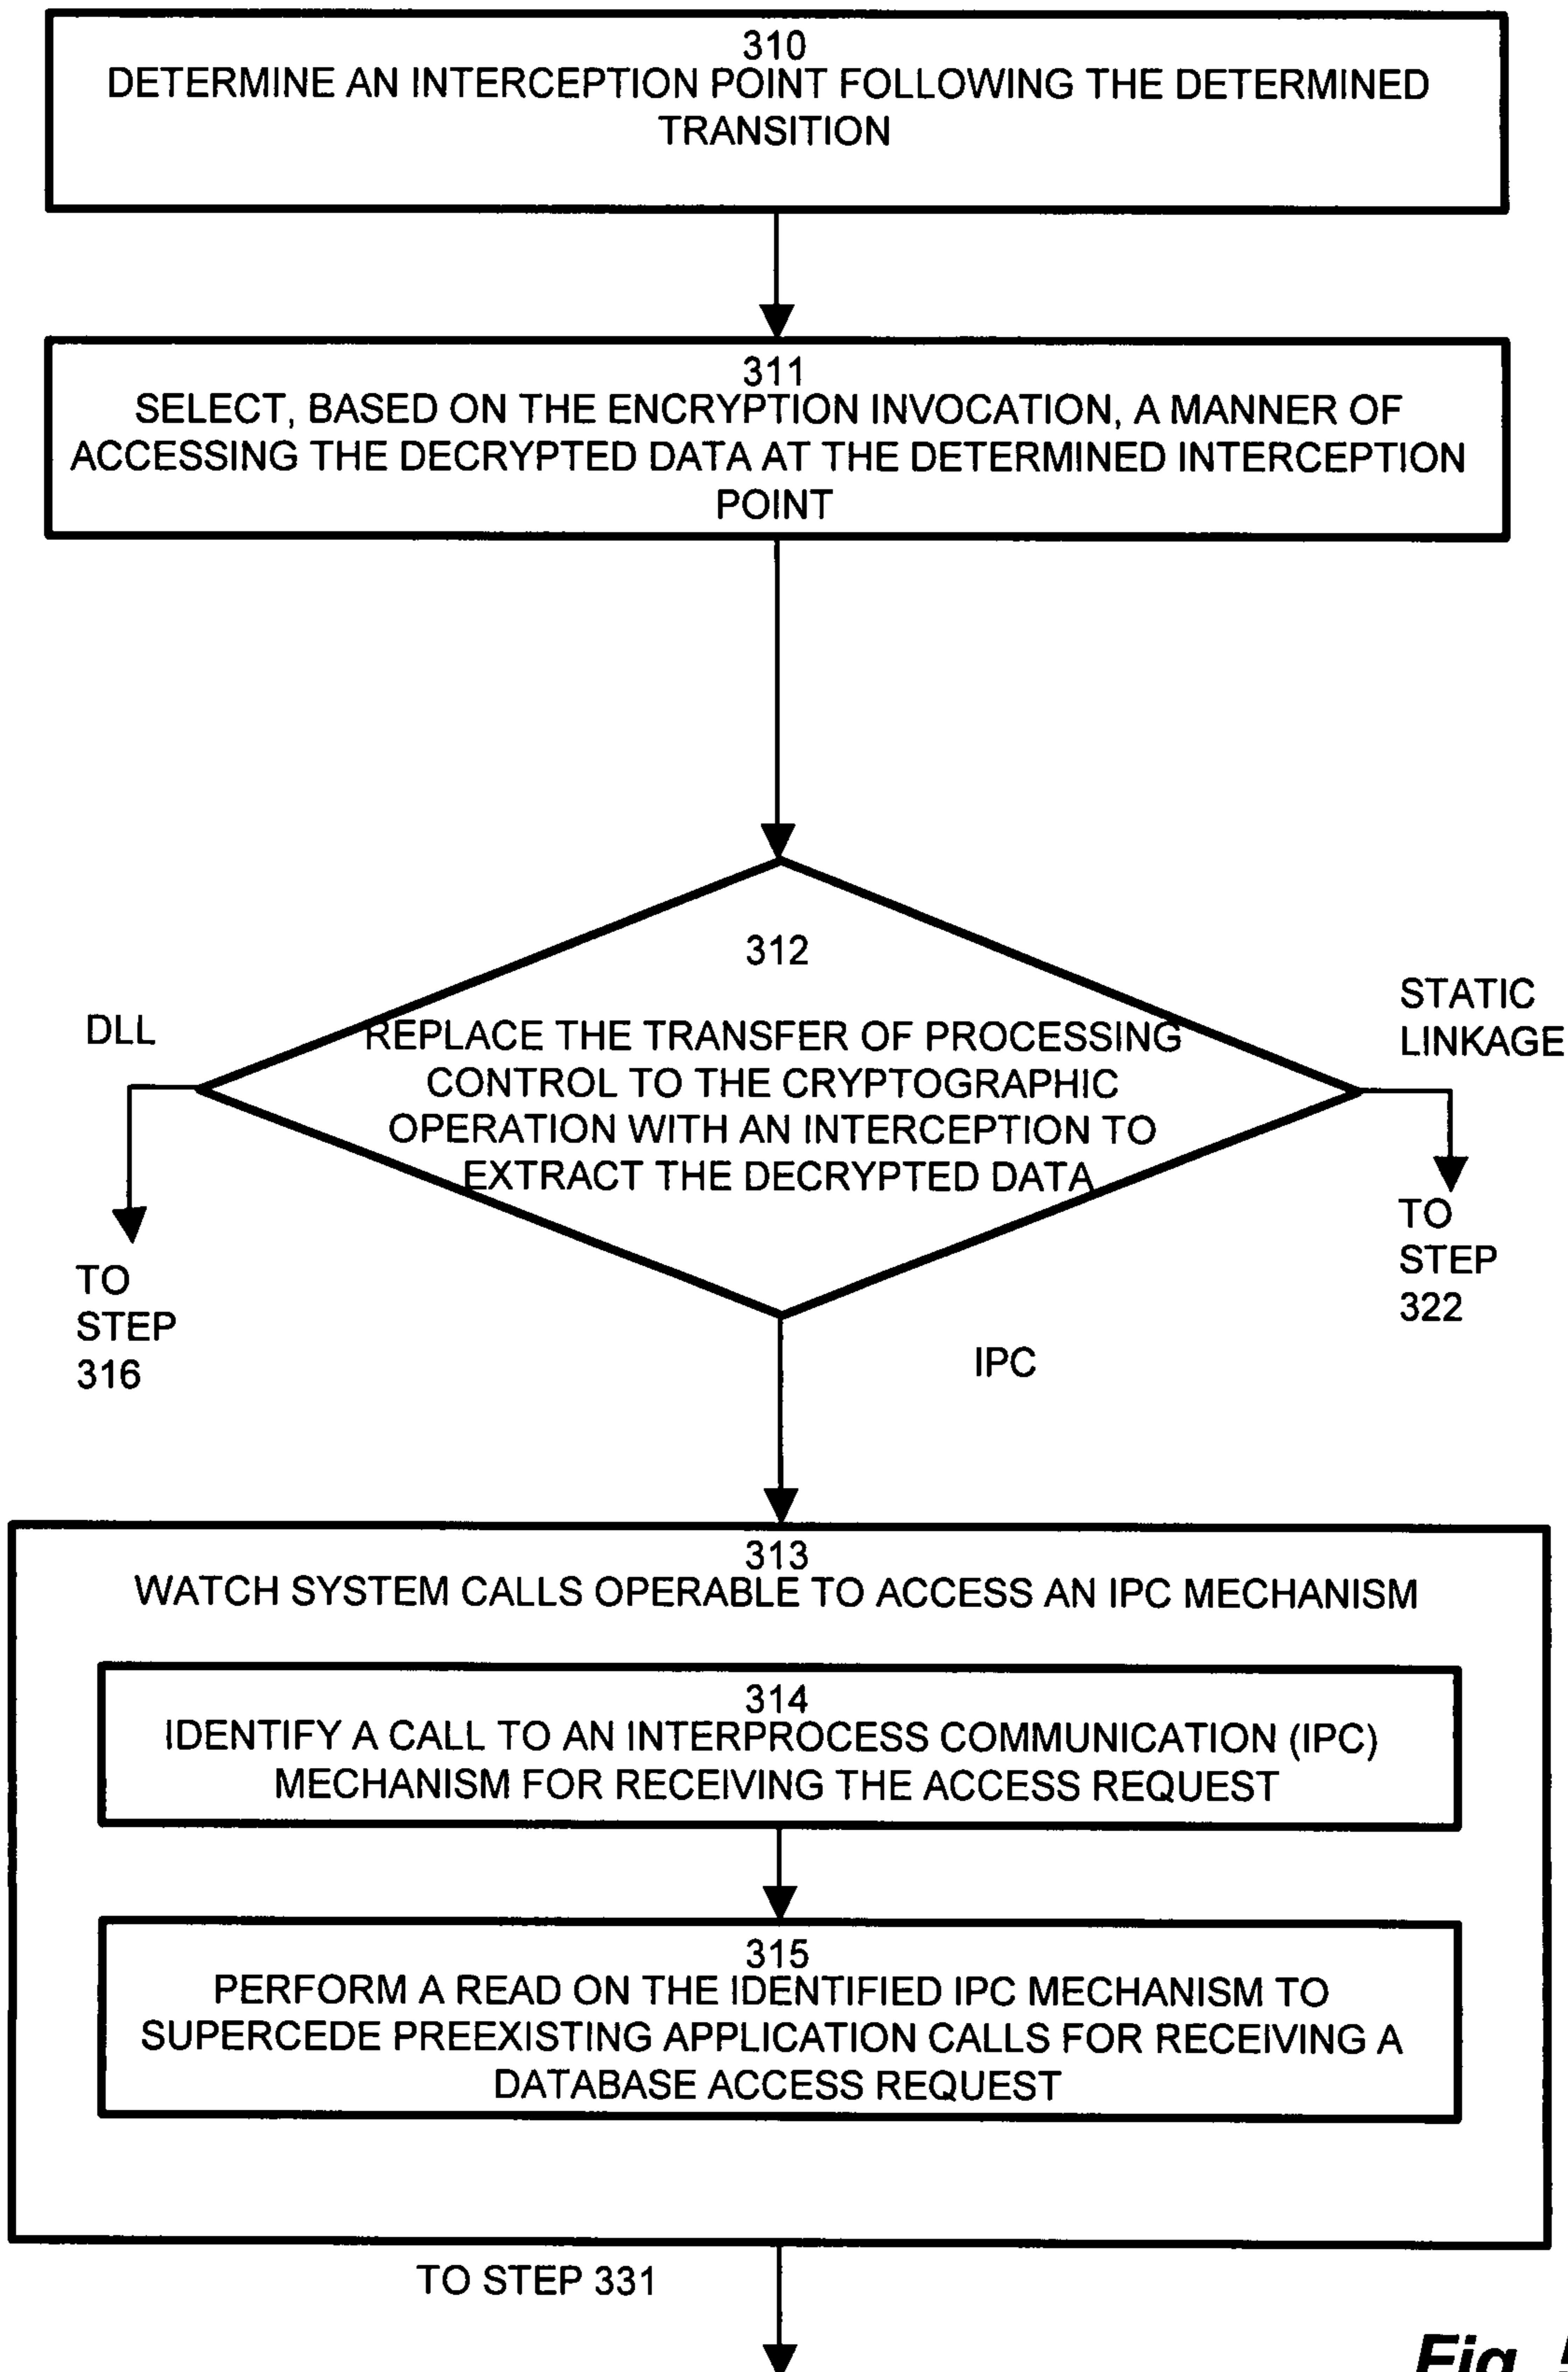 310
DETERMINE AN INTERCEPTION POINT FOLLOWING THE DETERMINED
TRANSITION
311
SELECT, BASED ON THE ENCRYPTION INVOCATION, A MANNER OF
ACCESSING THE DECRYPTED DATA AT THE DETERMINED INTERCEPTION
POINT
312
REPLACE THE TRANSFER OF PROCESSING
CONTROL TO THE CRYPTOGRAPHIC
OPERATION WITH AN INTERCEPTION TO
EXTRACT THE DECRYPTED DATA
DLL
TO
STEP
316
STATIC
LINKAGE
TO
STEP
322
IPC
313
WATCH SYSTEM CALLS OPERABLE TO ACCESS AN IPC MECHANISM
314
IDENTIFY A CALL TO AN INTERPROCESS COMMUNICATION (IPC)
MECHANISM FOR RECEIVING THE ACCESS REQUEST
315
PERFORM A READ ON THE IDENTIFIED IPC MECHANISM TO
SUPERCEDE PREEXISTING APPLICATION CALLS FOR RECEIVING A
DATABASE ACCESS REQUEST
TO STEP 331
Fig.